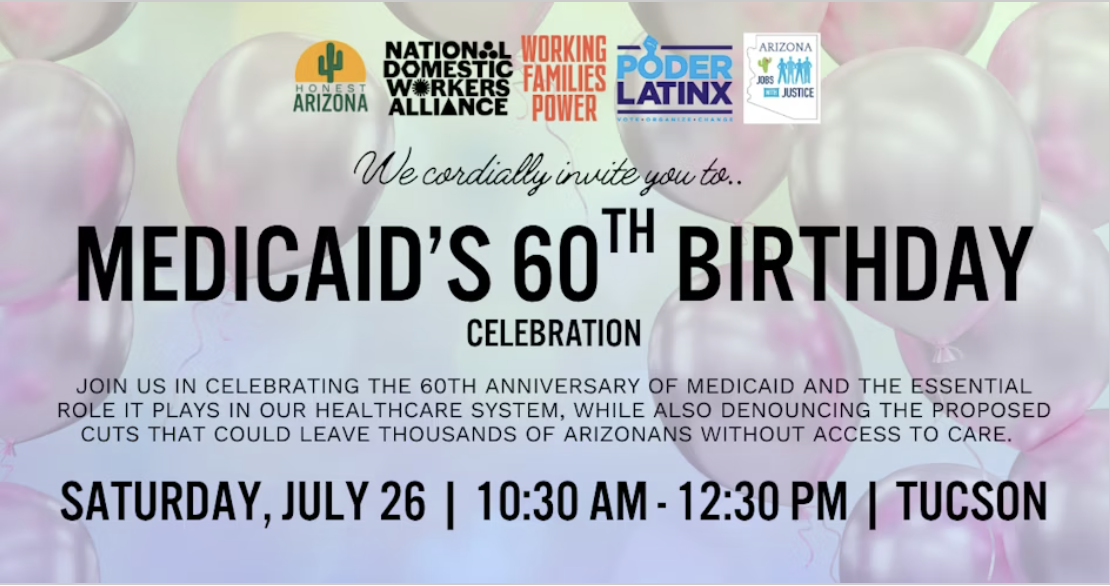 HONEST
ARIZONA
NATIONAL
DOMESTIC
WORKERS
ALLIANCE
WORKING
FAMILIES
POWER
PODER
LATINX
VOTE•ORGANIZE•CHANGE
ARIZONA
JOBS
WITH JUSTICE
We cordially invite you to..
MEDICAID'S 60TH BIRTHDAY
CELEBRATION
JOIN US IN CELEBRATING THE 60TH ANNIVERSARY OF MEDICAID AND THE ESSENTIAL
ROLE IT PLAYS IN OUR HEALTHCARE SYSTEM, WHILE ALSO DENOUNCING THE PROPOSED
CUTS THAT COULD LEAVE THOUSANDS OF ARIZONANS WITHOUT ACCESS TO CARE.
SATURDAY, JULY 26 | 10:30 AM - 12:30 PM | TUCSON